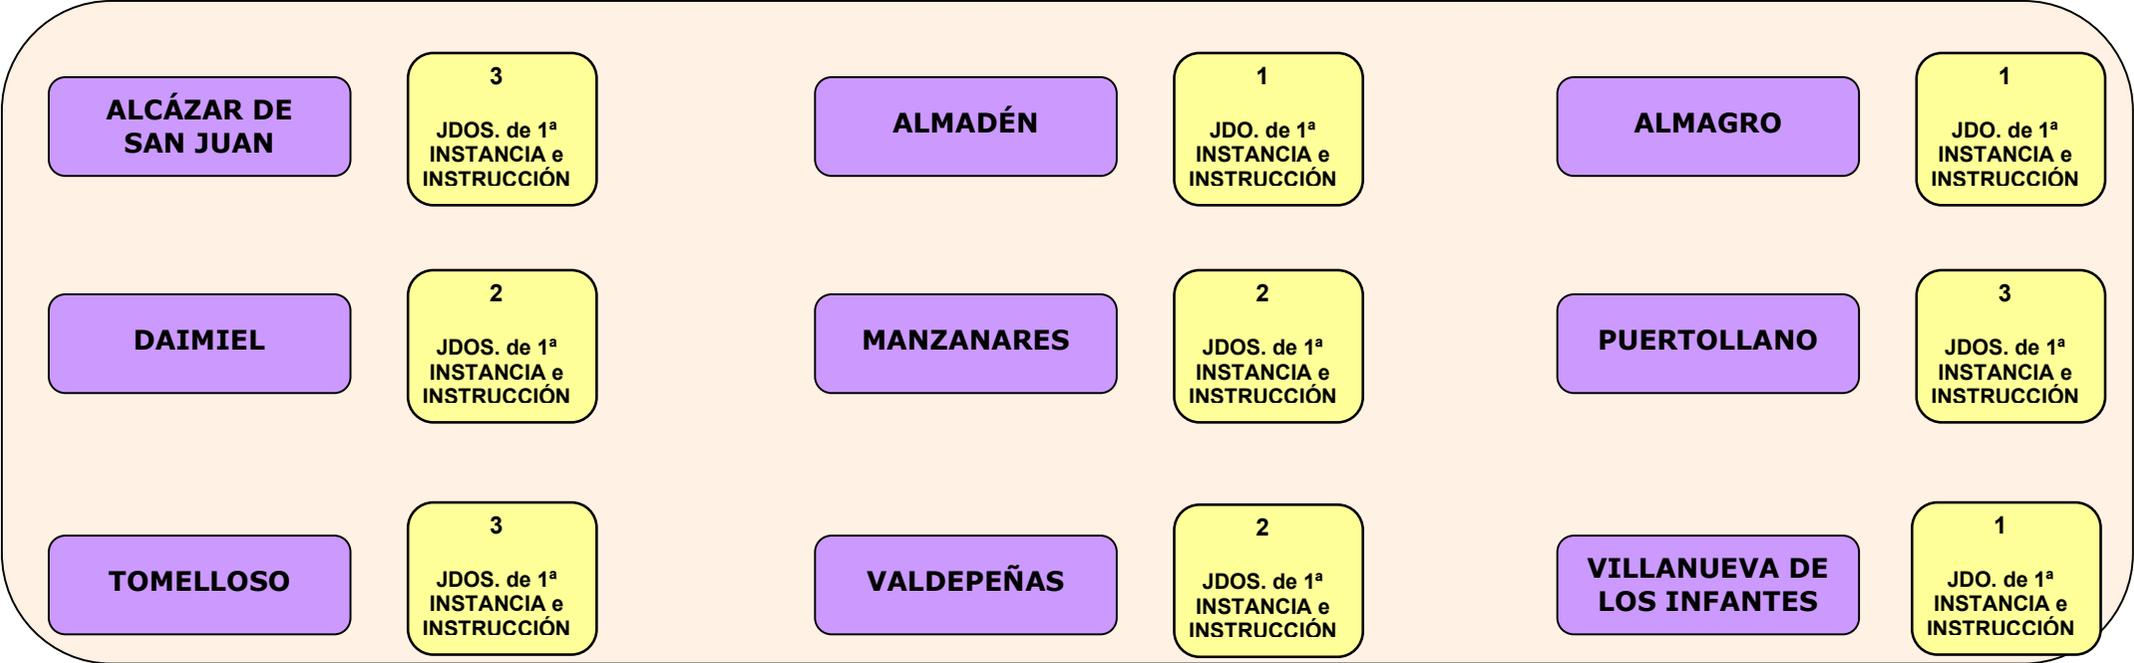 ALCÁZAR DE
SAN JUAN
3
JDOS. de 1ª
INSTANCIA e
INSTRUCCIÓN
ALMADÉN
1
JDO. de 1ª
INSTANCIA e
INSTRUCCIÓN
ALMAGRO
1
JDO. de 1ª
INSTANCIA e
INSTRUCCIÓN
DAIMIEL
2
JDOS. de 1ª
INSTANCIA e
INSTRUCCIÓN
MANZANARES
2
JDOS. de 1ª
INSTANCIA e
INSTRUCCIÓN
PUERTOLLANO
3
JDOS. de 1ª
INSTANCIA e
INSTRUCCIÓN
TOMELLOSO
3
JDOS. de 1ª
INSTANCIA e
INSTRUCCIÓN
VALDEPEÑAS
2
JDOS. de 1ª
INSTANCIA e
INSTRUCCIÓN
VILLANUEVA DE
LOS INFANTES
1
JDO. de 1ª
INSTANCIA e
INSTRUCCIÓN